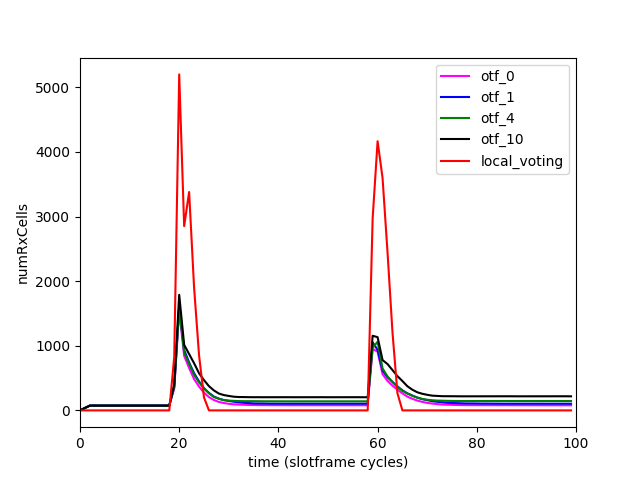 5000
4000
3000
2000
1000
0
numRxCells
otf_0
otf_1
otf_4
otf_10
local_voting
0 20 40 60 80 100
time (slotframe cycles)